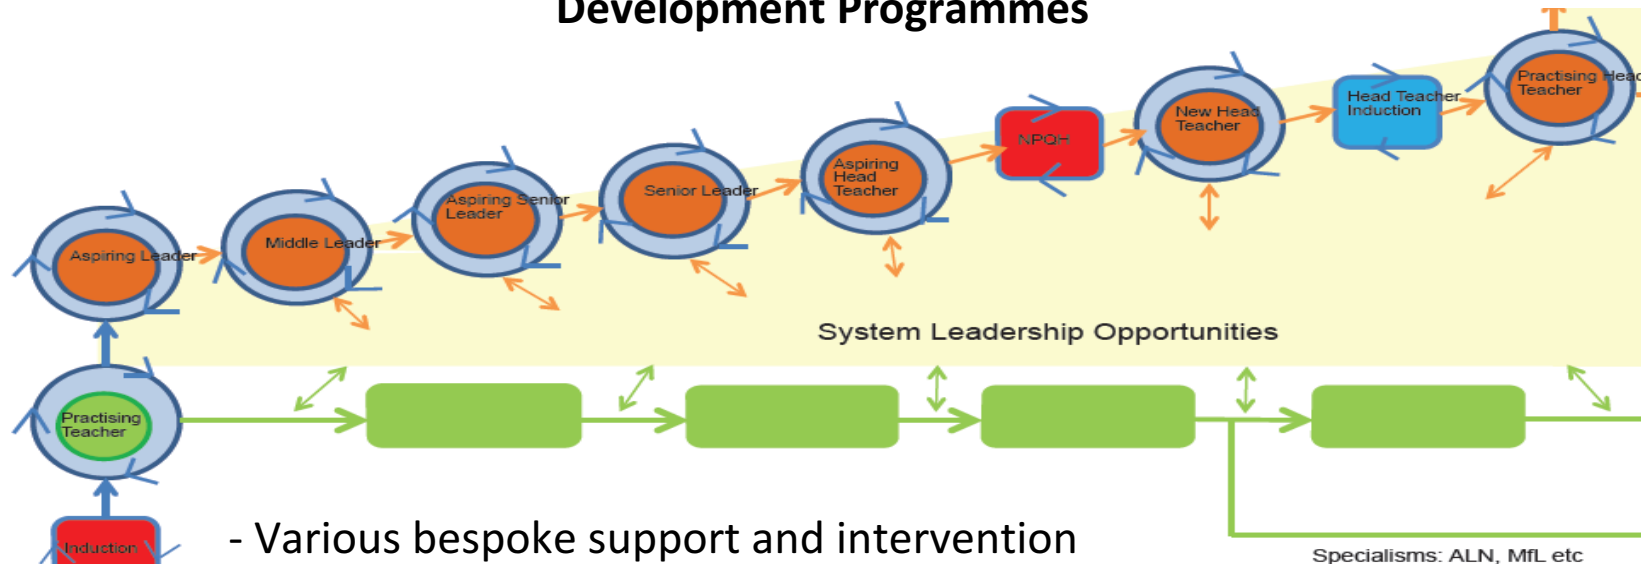 Development Programmes
Practising Head
Teacher
Head Teacher
Induction
New Head
Teacher
NPQH
Aspiring
Head
Teacher
Senior Leader
Aspiring Senior
Leader
Middle Leader
Aspiring Leader
System Leadership Opportunities
Practising
Teacher
- Various bespoke support and intervention
Induction
Specialisms: ALN, MfL etc